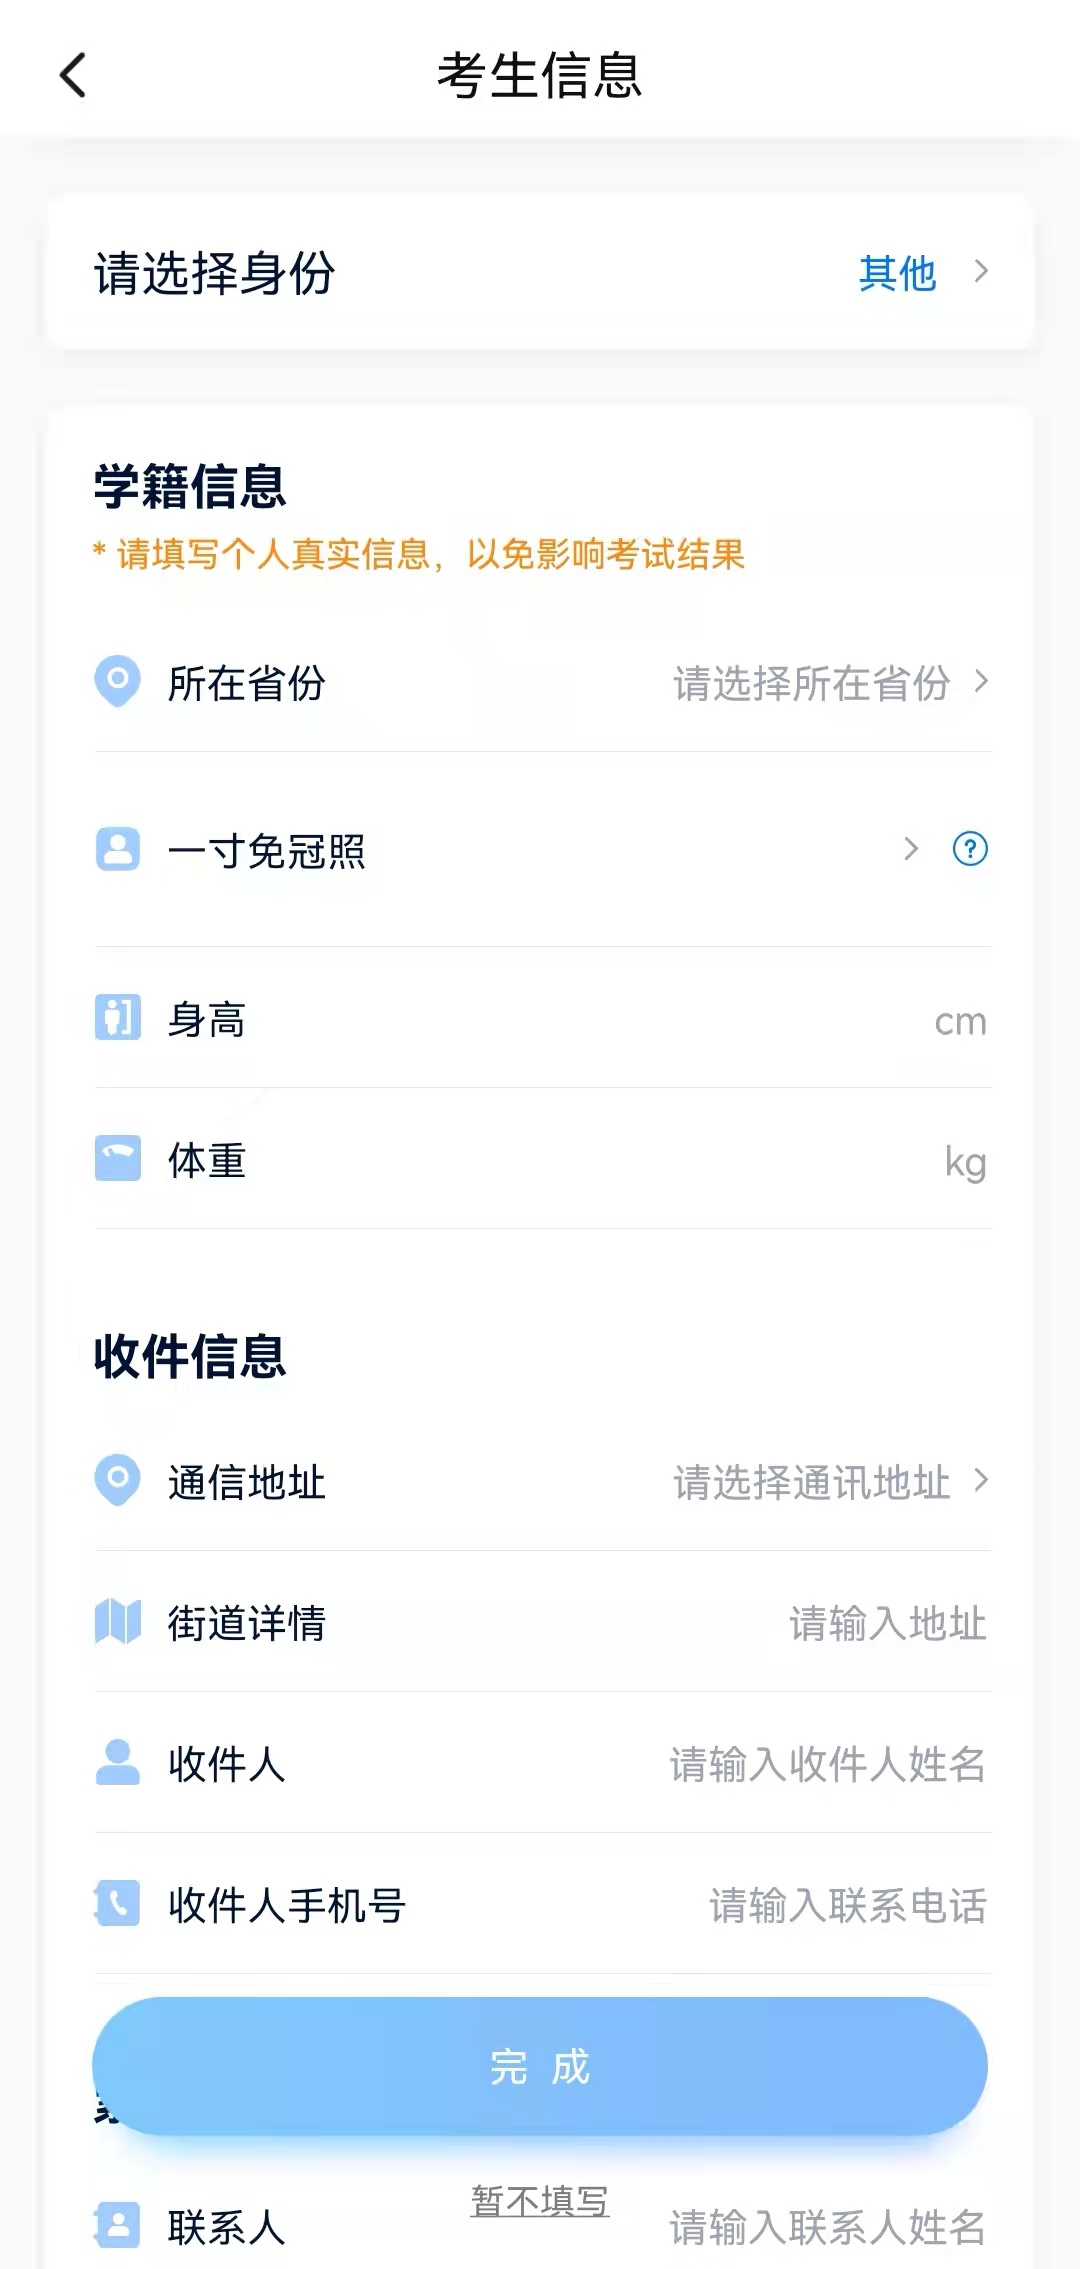 考生信息
请选择身份 其他
学籍信息
* 请填写个人真实信息，以免影响考试结果
所在省份 请选择所在省份
一寸免冠照 ?
身高 cm
体重 kg
收件信息
通信地址 请选择通讯地址
街道详情 请输入地址
收件人 请输入收件人姓名
收件人手机号 请输入联系电话
完 成
暂不填写
联系人 请输入联系人姓名